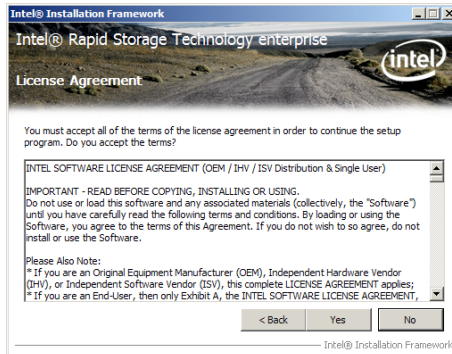 Intel® Installation Framework
Intel® Rapid Storage Technology enterprise
intel
License Agreement
You must accept all of the terms of the license agreement in order to continue the setup
program. Do you accept the terms?
INTEL SOFTWARE LICENSE AGREEMENT (OEM / IHV / ISV Distribution & Single User)
IMPORTANT - READ BEFORE COPYING, INSTALLING OR USING.
Do not use or load this software and any associated materials (collectively, the "Software")
until you have carefully read the following terms and conditions. By loading or using the
Software, you agree to the terms of this Agreement. If you do not wish to so agree, do not
install or use the Software.
Please Also Note:
* If you are an Original Equipment Manufacturer (OEM), Independent Hardware Vendor
(IHV), or Independent Software Vendor (ISV), this complete LICENSE AGREEMENT applies;
* If you are an End-User, then only Exhibit A, the INTEL SOFTWARE LICENSE AGREEMENT,
< Back Yes No
Intel® Installation Framework